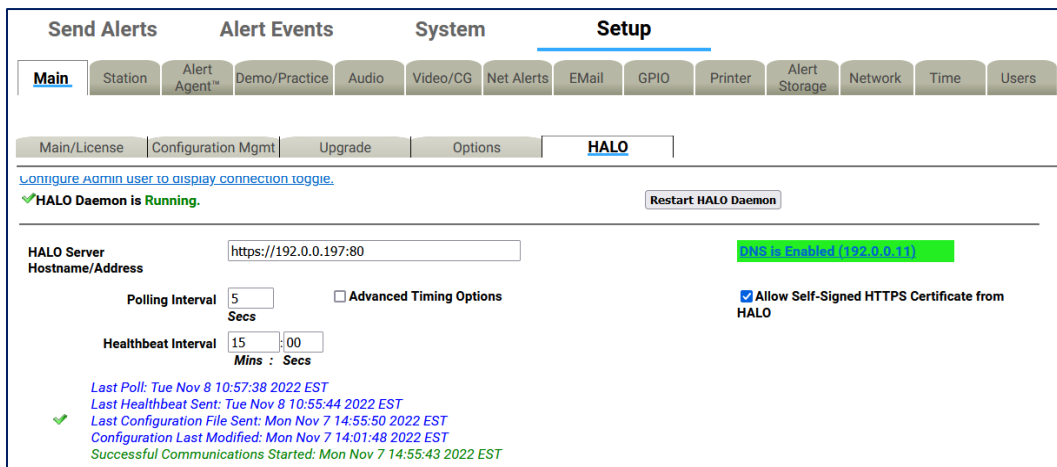 Send Alerts Alert Events System Setup
Main Station Alert Agent™ Demo/Practice Audio Video/CG Net Alerts EMail GPIO Printer Alert Storage Network Time Users
Main/License Configuration Mgmt Upgrade Options HALO
Configure Admin user to display connection toggle.
HALO Daemon is Running. Restart HALO Daemon
HALO Server Hostname/Address https://192.0.0.197:80 DNS is Enabled (192.0.0.11)
Polling Interval 5 Secs Advanced Timing Options Allow Self-Signed HTTPS Certificate from HALO
Healthbeat Interval 15 : 00
Mins : Secs
Last Poll: Tue Nov 8 10:57:38 2022 EST
Last Healthbeat Sent: Tue Nov 8 10:55:44 2022 EST
Last Configuration File Sent: Mon Nov 7 14:55:50 2022 EST
Configuration Last Modified: Mon Nov 7 14:01:48 2022 EST
Successful Communications Started: Mon Nov 7 14:55:43 2022 EST